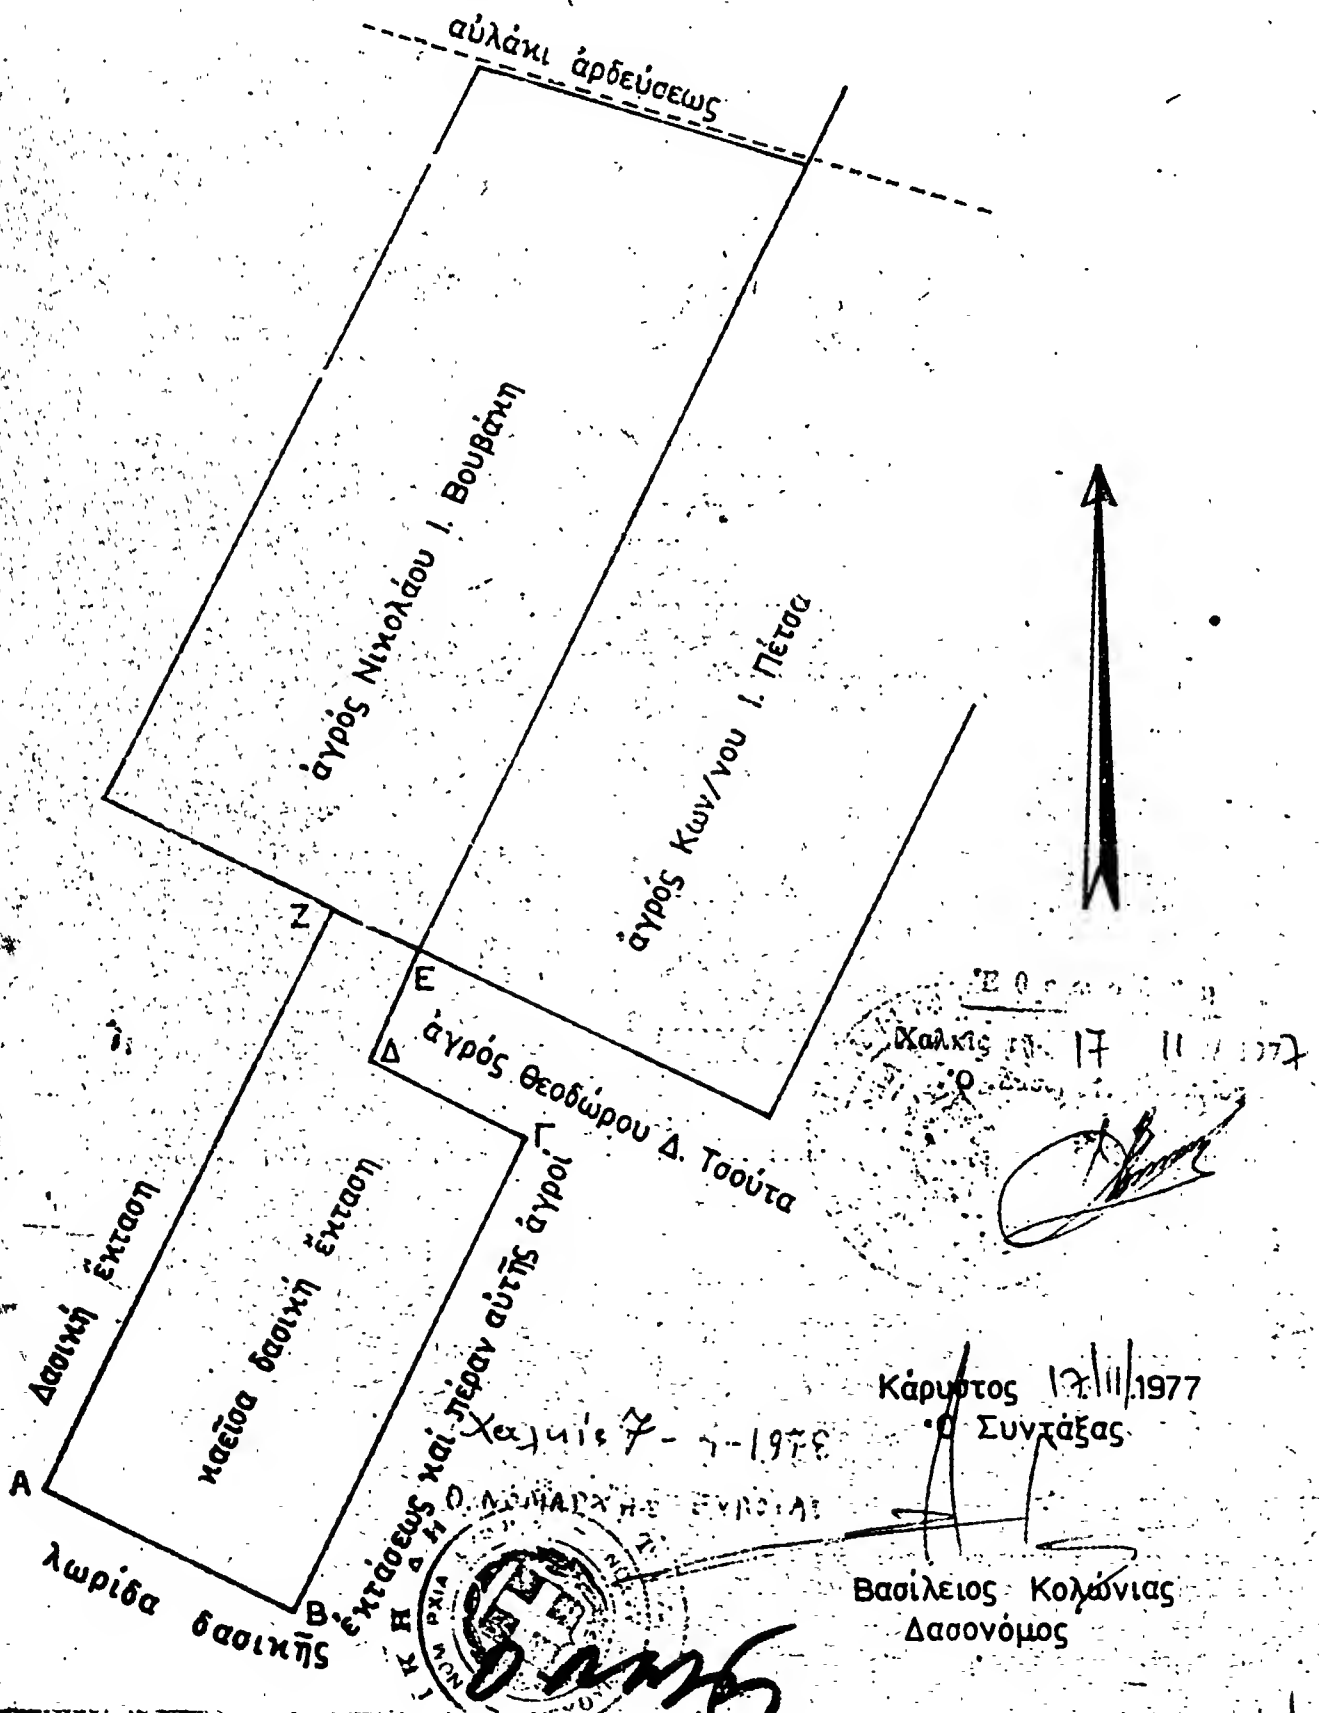 αὐλάκι ἀρδεύσεως
ἀγρός Νικολάου Ι. Βουβάκη
ἀγρός Κων/νου Ι. Πέτσα
Ζ
Ε
Δ
ἀγρός Θεοδώρου Δ. Τσούτα
Γ
Χαλκίς 17 11 1977
Ὁ
Δασική ἔκταση
καεῖσα δασική ἔκταση
Α
Β
λωρίδα δασικῆς ἐκτάσεως καί πέραν αὐτῆς ἀγροί
Χαλκίς 7
Ο ΝΟΜΑΡΧΗΣ ΕΥΒΟΙΑΣ
Κάρυστος 17/11/1977
Ὁ Συντάξας
Βασίλειος Κολώνιας
Δασονόμος